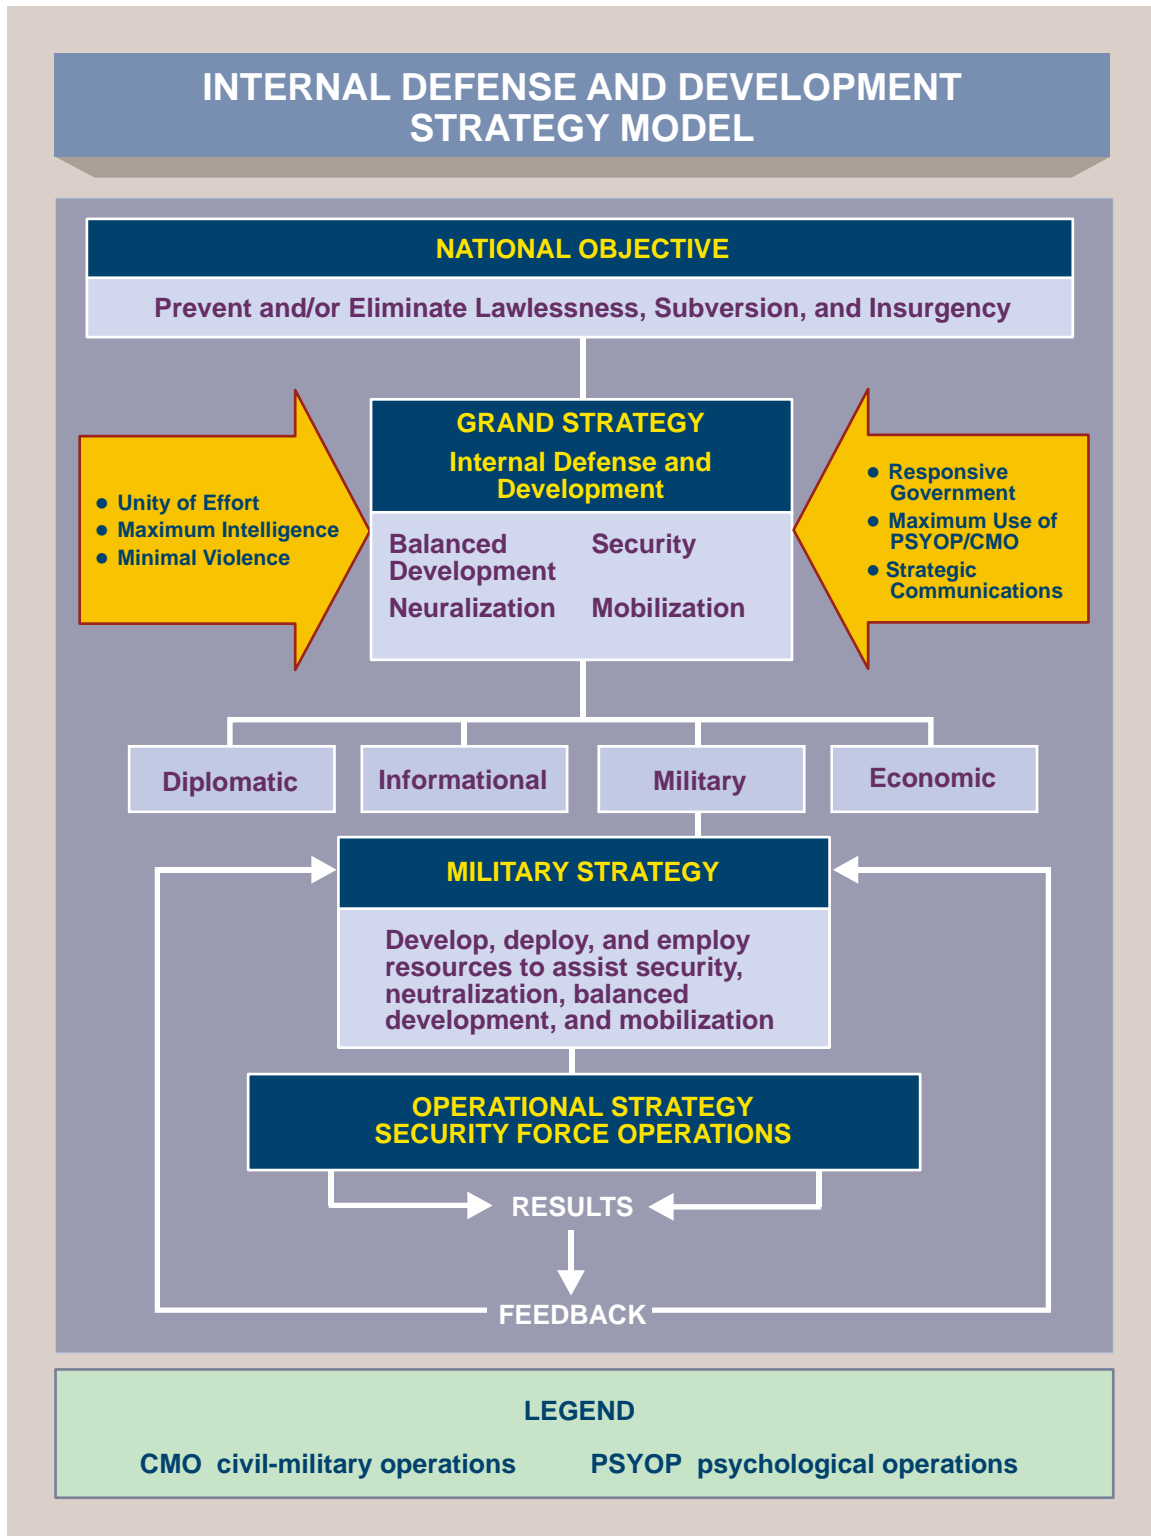 INTERNAL DEFENSE AND DEVELOPMENT
STRATEGY MODEL
NATIONAL OBJECTIVE
Prevent and/or Eliminate Lawlessness, Subversion, and Insurgency
GRAND STRATEGY
Internal Defense and
Development
● Unity of Effort
● Maximum Intelligence
● Minimal Violence
Balanced
Development
Security
Neuralization
Mobilization
● Responsive
Government
● Maximum Use of
PSYOP/CMO
● Strategic
Communications
Diplomatic
Informational
Military
Economic
MILITARY STRATEGY
Develop, deploy, and employ
resources to assist security,
neutralization, balanced
development, and mobilization
OPERATIONAL STRATEGY
SECURITY FORCE OPERATIONS
RESULTS
FEEDBACK
LEGEND
CMO civil-military operations
PSYOP psychological operations